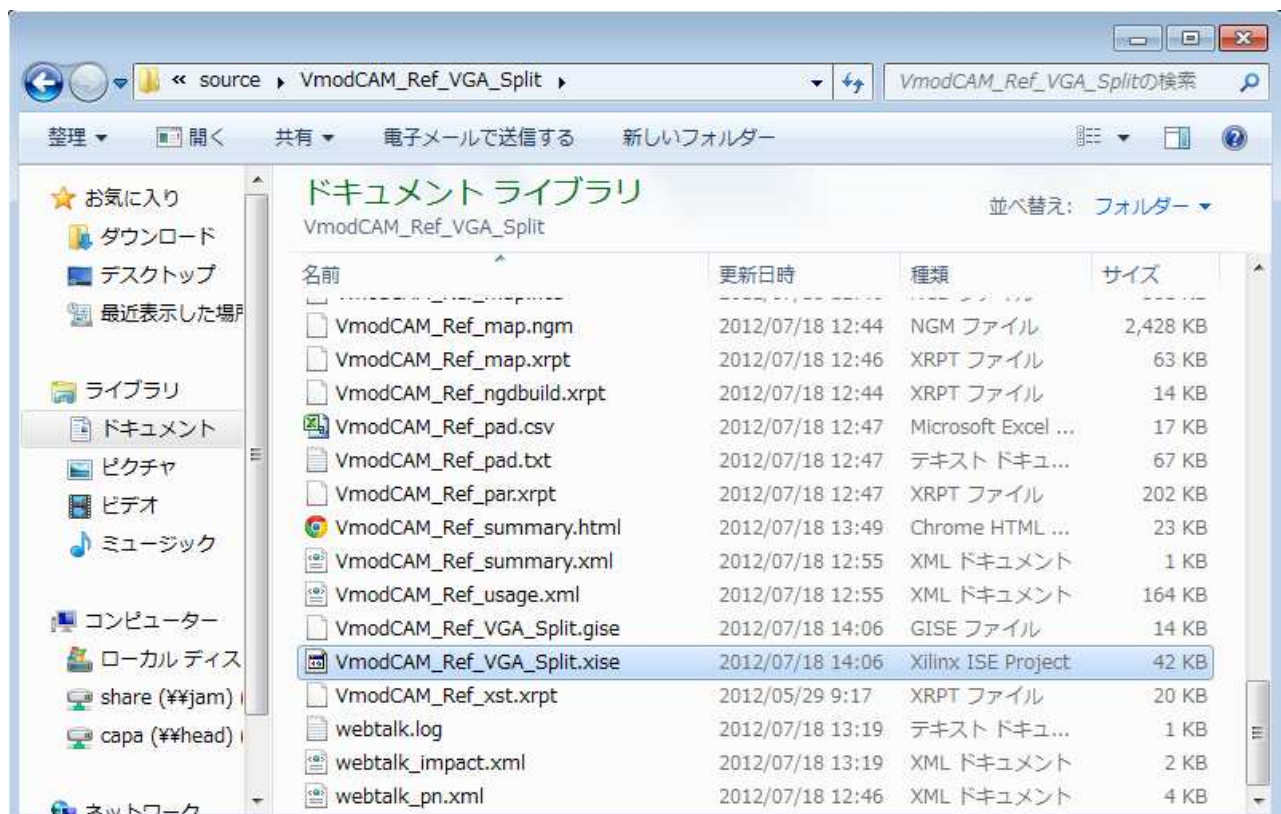 « source ▸ VmodCAM_Ref_VGA_Split ▸
VmodCAM_Ref_VGA_Splitの検索
整理 ▼ 開く 共有 ▼ 電子メールで送信する 新しいフォルダー
お気に入り
ダウンロード
デスクトップ
最近表示した場所
ライブラリ
ドキュメント
ピクチャ
ビデオ
ミュージック
コンピューター
ローカル ディス
share (¥¥jam) (
capa (¥¥head) (
ネットワーク
ドキュメント ライブラリ
VmodCAM_Ref_VGA_Split
並べ替え: フォルダー ▼
名前 更新日時 種類 サイズ
VmodCAM_Ref_map.ngm 2012/07/18 12:44 NGM ファイル 2,428 KB
VmodCAM_Ref_map.xrpt 2012/07/18 12:46 XRPT ファイル 63 KB
VmodCAM_Ref_ngdbuild.xrpt 2012/07/18 12:44 XRPT ファイル 14 KB
VmodCAM_Ref_pad.csv 2012/07/18 12:47 Microsoft Excel ... 17 KB
VmodCAM_Ref_pad.txt 2012/07/18 12:47 テキスト ドキュ... 67 KB
VmodCAM_Ref_par.xrpt 2012/07/18 12:47 XRPT ファイル 202 KB
VmodCAM_Ref_summary.html 2012/07/18 13:49 Chrome HTML ... 23 KB
VmodCAM_Ref_summary.xml 2012/07/18 12:55 XML ドキュメント 1 KB
VmodCAM_Ref_usage.xml 2012/07/18 12:55 XML ドキュメント 164 KB
VmodCAM_Ref_VGA_Split.gise 2012/07/18 14:06 GISE ファイル 14 KB
VmodCAM_Ref_VGA_Split.xise 2012/07/18 14:06 Xilinx ISE Project 42 KB
VmodCAM_Ref_xst.xrpt 2012/05/29 9:17 XRPT ファイル 20 KB
webtalk.log 2012/07/18 13:19 テキスト ドキュ... 1 KB
webtalk_impact.xml 2012/07/18 13:19 XML ドキュメント 2 KB
webtalk_pn.xml 2012/07/18 12:46 XML ドキュメント 4 KB